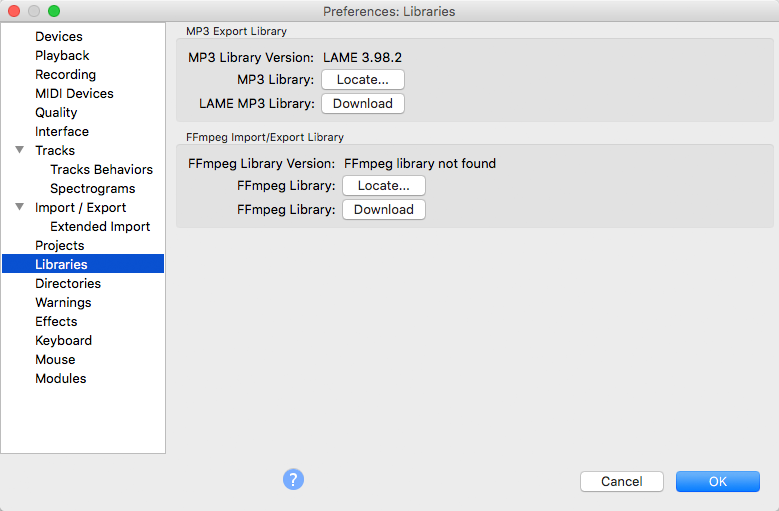 Preferences: Libraries
Devices
Playback
Recording
MIDI Devices
Quality
Interface
Tracks
Tracks Behaviors
Spectrograms
Import / Export
Extended Import
Projects
Libraries
Directories
Warnings
Effects
Keyboard
Mouse
Modules
MP3 Export Library
MP3 Library Version: LAME 3.98.2
MP3 Library: Locate...
LAME MP3 Library: Download
FFmpeg Import/Export Library
FFmpeg Library Version: FFmpeg library not found
FFmpeg Library: Locate...
FFmpeg Library: Download
?
Cancel
OK